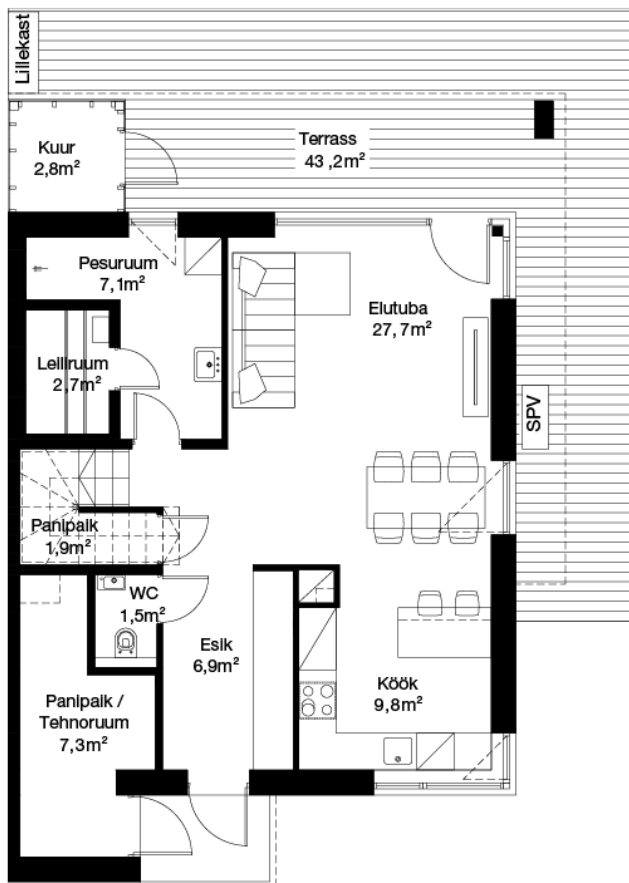 Lillekast
Kuur
2,8m²
Terrass
43,2m²
Pesuruum
7,1m²
Elutuba
27,7m²
Leiliruum
2,7m²
SPV
Panipaik
1,9m²
WC
1,5m²
Esik
6,9m²
Köök
9,8m²
Panipaik /
Tehnoruum
7,3m²